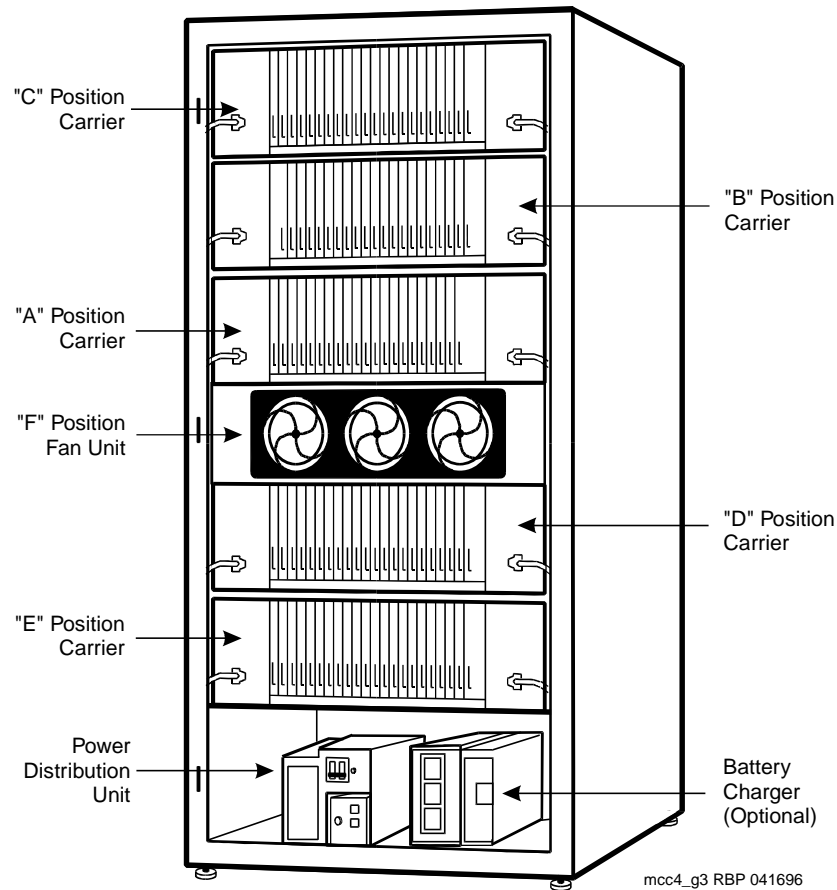 "C" Position
Carrier
"B" Position
Carrier
"A" Position
Carrier
"F" Position
Fan Unit
"D" Position
Carrier
"E" Position
Carrier
Power
Distribution
Unit
Battery
Charger
(Optional)
mcc4_g3 RBP 041696